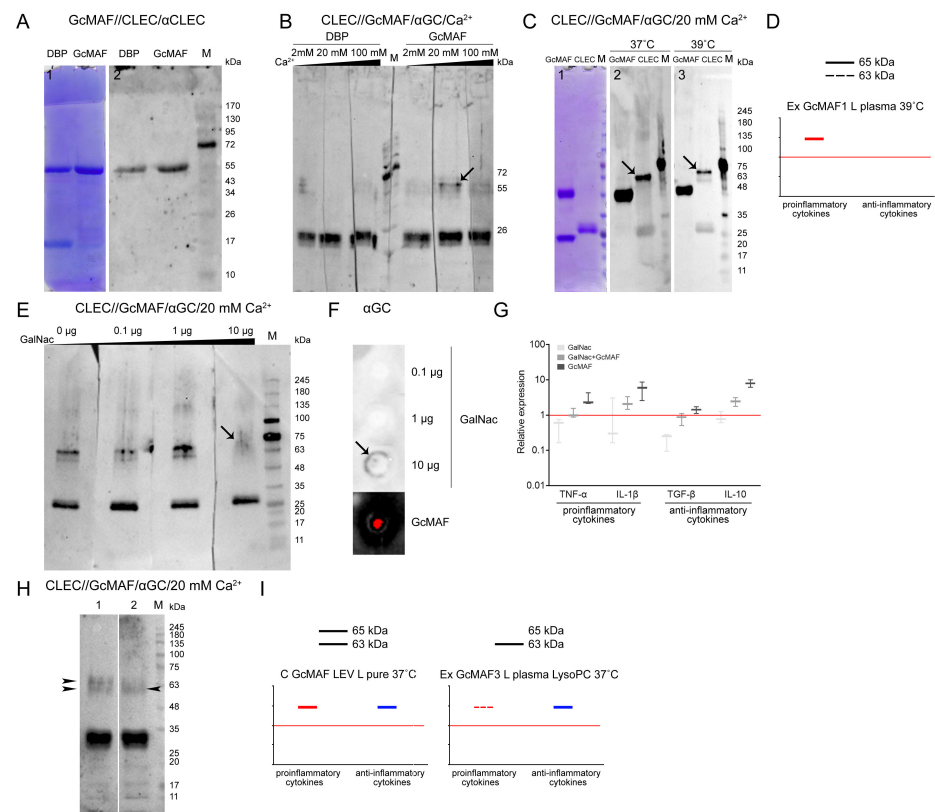 A
GcMAF//CLEC/αCLEC
DBP GcMAF DBP GcMAF M
kDa
1 2
170
130
95
72
55
43
34
26
17
10
B
CLEC//GcMAF/αGC/Ca²⁺
DBP GcMAF
2mM 20 mM 100 mM M 2mM 20 mM 100 mM
Ca²⁺ kDa
72
55
26
C
CLEC//GcMAF/αGC/20 mM Ca²⁺
37˚C 39˚C
GcMAF CLEC M GcMAF CLEC M GcMAF CLEC M kDa
1 2 3
245
180
135
100
75
63
48
35
25
20
17
11
D
65 kDa
63 kDa
Ex GcMAF1 L plasma 39˚C
proinflammatory anti-inflammatory
cytokines cytokines
E
CLEC//GcMAF/αGC/20 mM Ca²⁺
0 µg 0.1 µg 1 µg 10 µg M kDa
GalNac
245
180
135
100
75
63
48
35
25
20
17
11
F
αGC
0.1 µg
1 µg
10 µg
GalNac
GcMAF
G
GalNac
GalNac+GcMAF
GcMAF
Relative expression
100
10
1
0.1
0.01
TNF-α IL-1β TGF-β IL-10
proinflammatory anti-inflammatory
cytokines cytokines
H
CLEC//GcMAF/αGC/20 mM Ca²⁺
1 2 M kDa
245
180
135
100
75
63
48
35
25
20
17
11
I
65 kDa 65 kDa
63 kDa 63 kDa
C GcMAF LEV L pure 37˚C Ex GcMAF3 L plasma LysoPC 37˚C
proinflammatory anti-inflammatory proinflammatory anti-inflammatory
cytokines cytokines cytokines cytokines